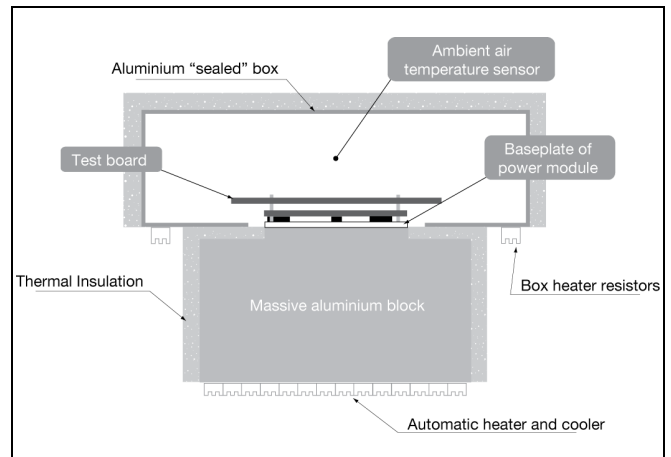 Ambient air
temperature sensor
Aluminium “sealed” box
Test board
Baseplate of
power module
Thermal Insulation
Box heater resistors
Massive aluminium block
Automatic heater and cooler